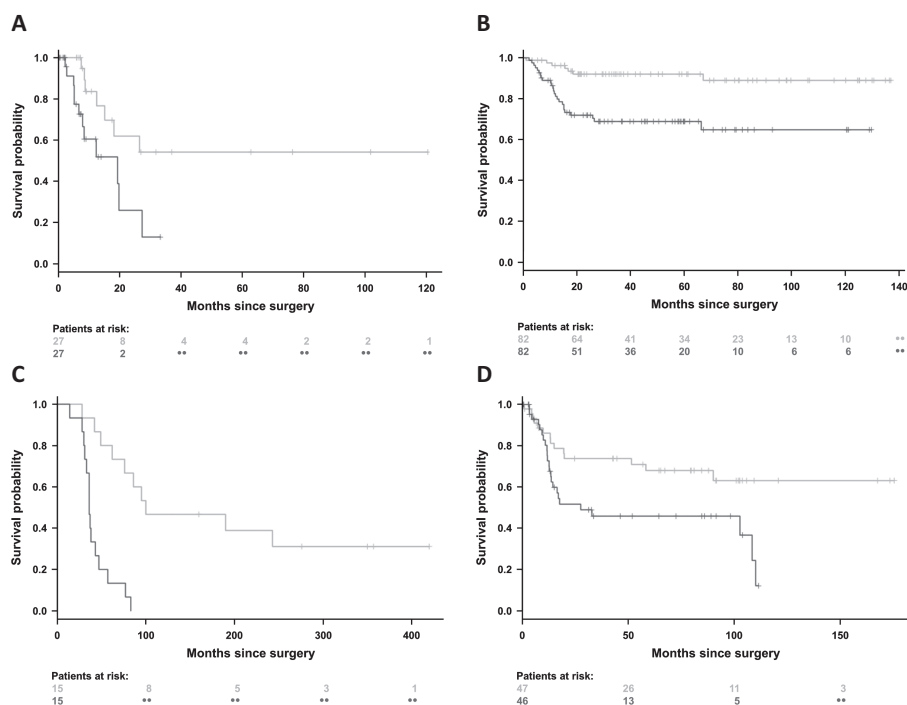 A
Survival probability
1.0
0.8
0.6
0.4
0.2
0.0
0 20 40 60 80 100 120
Months since surgery
Patients at risk:
27 8 4 4 2 2 1
27 2 •• •• •• •• ••
B
Survival probability
1.0
0.8
0.6
0.4
0.2
0.0
0 20 40 60 80 100 120 140
Months since surgery
Patients at risk:
82 64 41 34 23 13 10 ••
82 51 36 20 10 6 6 ••
C
Survival probability
1.0
0.8
0.6
0.4
0.2
0.0
0 100 200 300 400
Months since surgery
Patients at risk:
15 8 5 3 1
15 •• •• •• ••
D
Survival probability
1.0
0.8
0.6
0.4
0.2
0.0
0 50 100 150
Months since surgery
Patients at risk:
47 26 11 3
46 13 5 ••